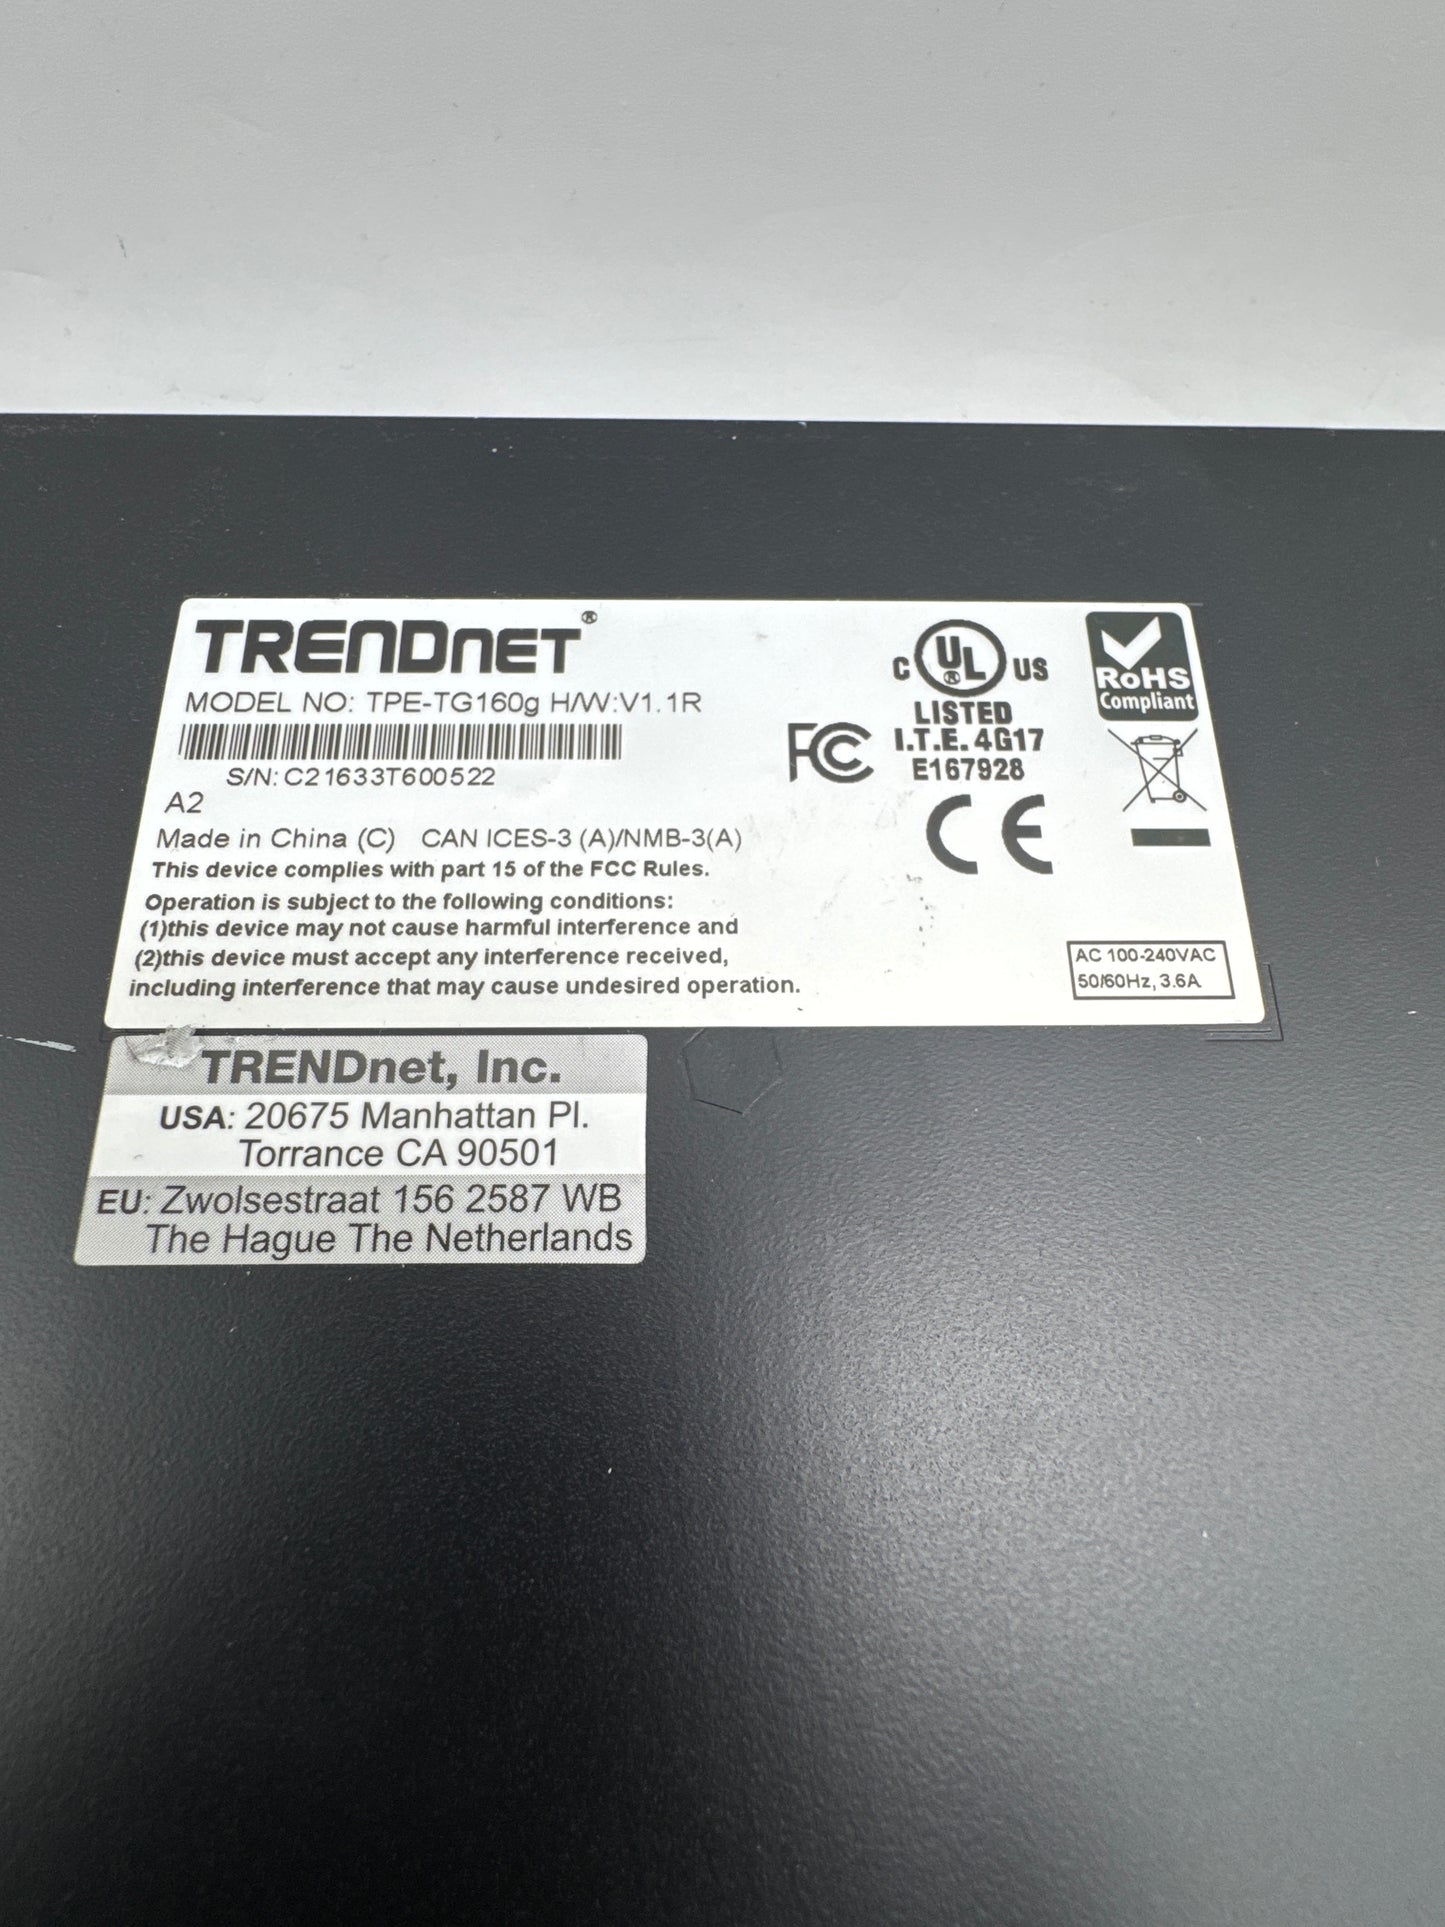 TRENDnET®
MODEL NO: TPE-TG160g H/W:V1.1R
S/N: C21633T600522
A2
Made in China (C) CAN ICES-3 (A)/NMB-3(A)
This device complies with part 15 of the FCC Rules.
Operation is subject to the following conditions:
(1)this device may not cause harmful interference and
(2)this device must accept any interference received,
including interference that may cause undesired operation.
FC
C UL® US
LISTED
I.T.E. 4G17
E167928
CE
RoHS
Compliant
AC 100-240VAC
50/60Hz, 3.6A
TRENDnet, Inc.
USA: 20675 Manhattan Pl.
Torrance CA 90501
EU: Zwolsestraat 156 2587 WB
The Hague The Netherlands